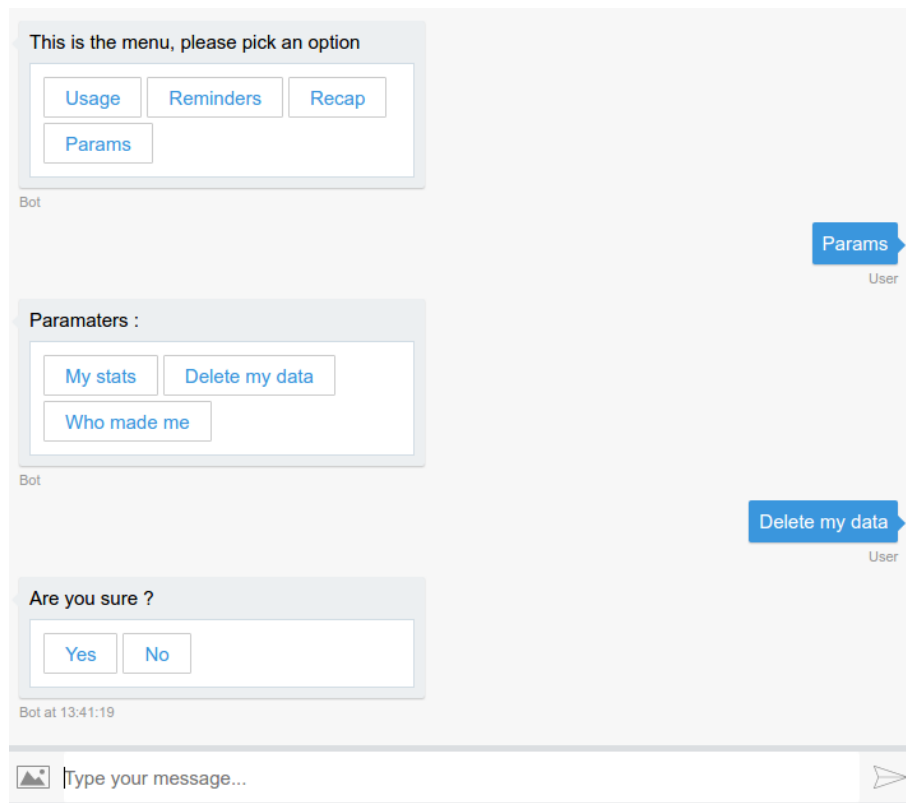 This is the menu, please pick an option
Usage Reminders Recap
Params
Bot
Params
User
Paramaters :
My stats Delete my data
Who made me
Bot
Delete my data
User
Are you sure ?
Yes No
Bot at 13:41:19
Type your message...